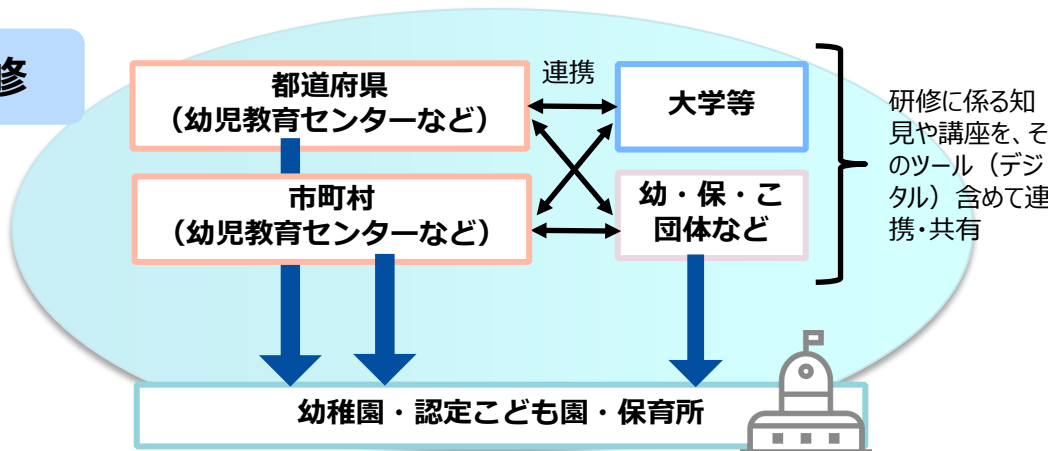 修
都道府県
（幼児教育センターなど）
連携
大学等
市町村
（幼児教育センターなど）
幼・保・こ
団体など
研修に係る知
見や講座を、そ
のツール（デジ
タル）含めて連
携・共有
幼稚園・認定こども園・保育所